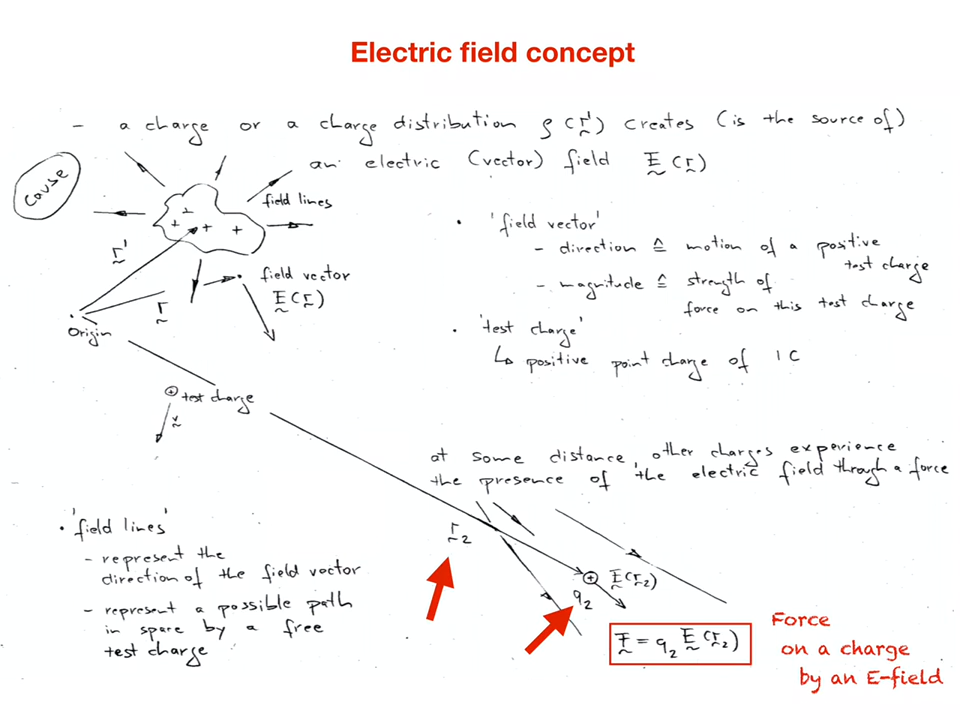 Electric field concept
- a charge or a charge distribution ρ(r') creates (is the source of)
an electric (vector) field E(r)
cause
field lines
+ + + +
r'
field vector
E(r)
r
Origin
• 'field vector'
- direction ≙ motion of a positive
test charge
- magnitude ≙ strength of
force on this test charge
• 'test charge'
↳ positive point charge of 1 C
+ test charge
v
at some distance, other charges experience
the presence of the electric field through a force
• 'field lines'
- represent the
direction of the field vector
- represent a possible path
in space by a free
test charge
r2
+ E(r2)
q2
F = q2 E(r2)
Force
on a charge
by an E-field